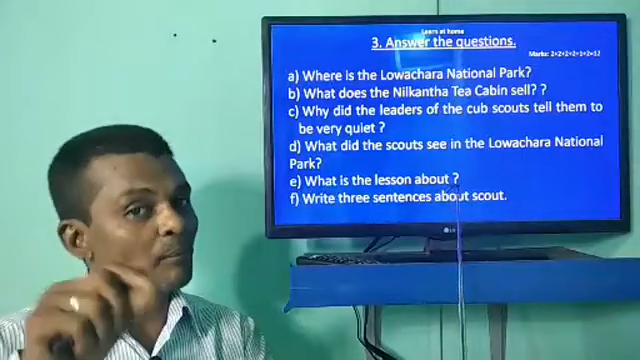 Learn at home
3. Answer the questions.
Marks: 2+2+2+2+2+2=12
a) Where is the Lowachara National Park?
b) What does the Nilkantha Tea Cabin sell? ?
c) Why did the leaders of the cub scouts tell them to
be very quiet ?
d) What did the scouts see in the Lowachara National
Park?
e) What is the lesson about ?
f) Write three sentences about scout.
LG